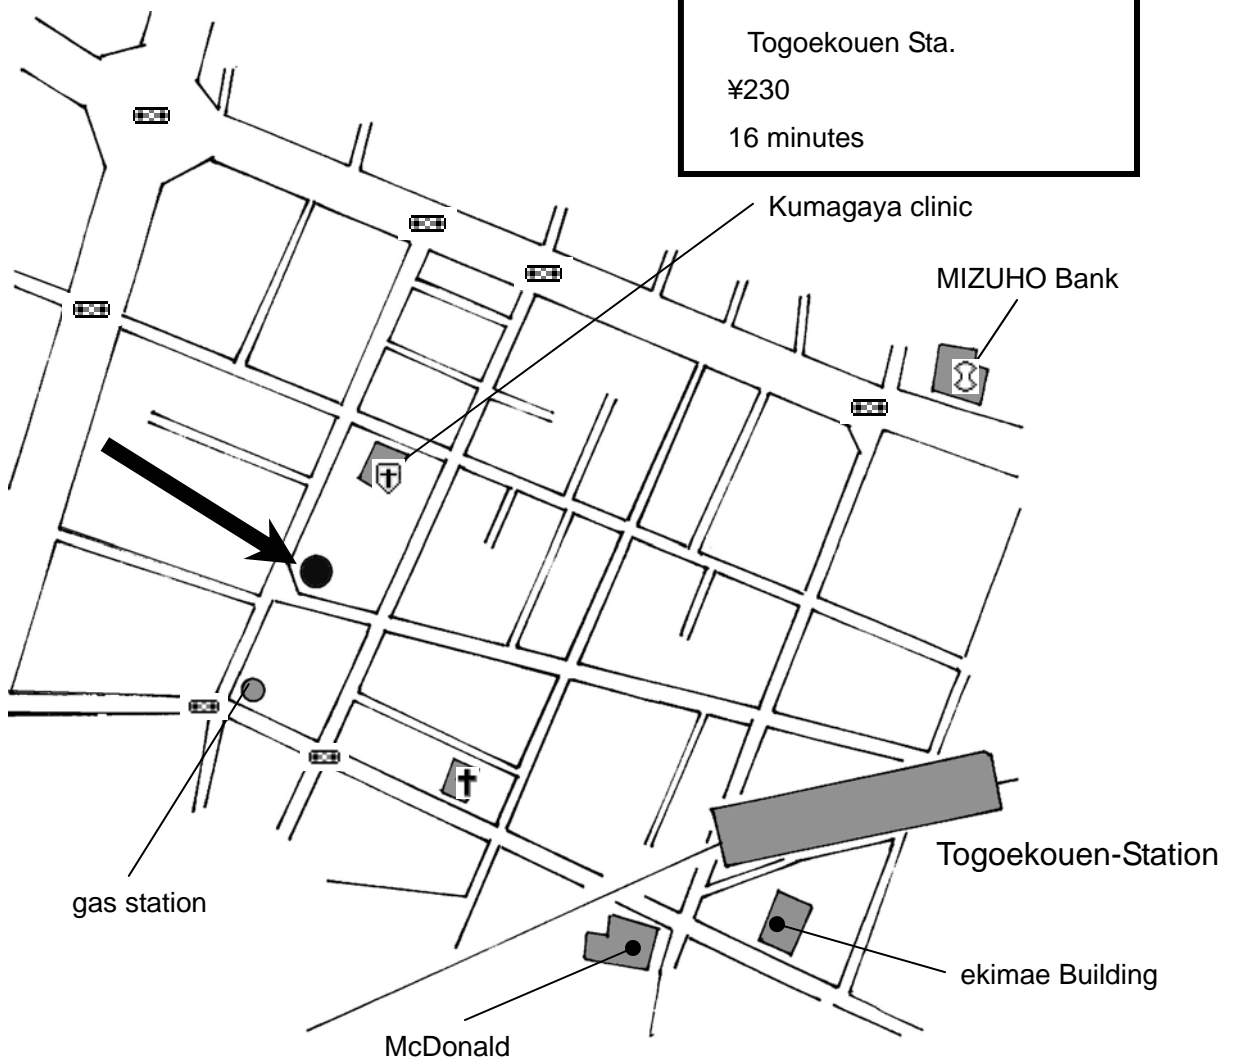 Togoekouen Sta.
¥230
16 minutes
Kumagaya clinic
MIZUHO Bank
Togoekouen-Station
gas station
ekimae Building
McDonald